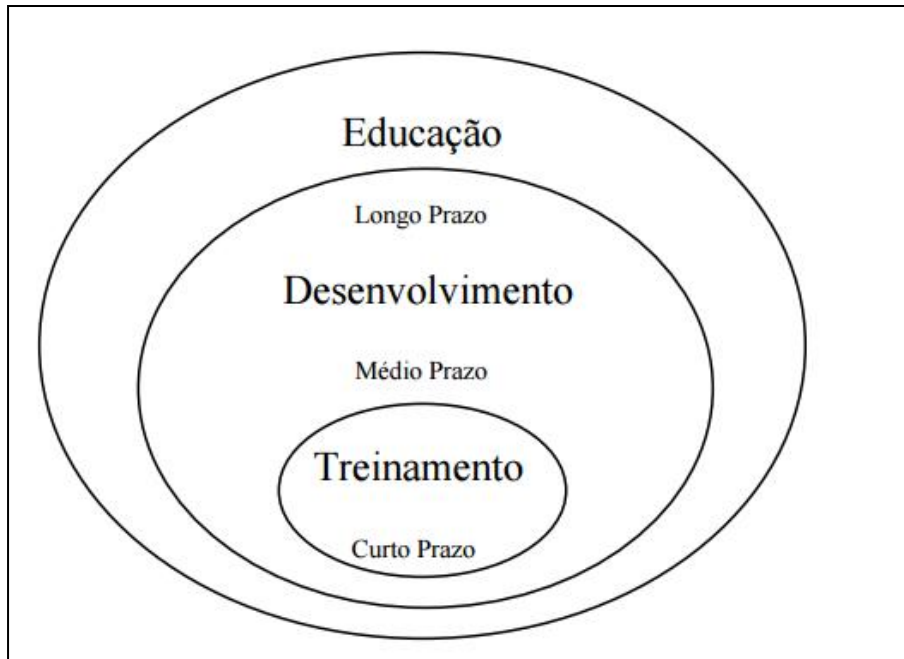 Educação
Longo Prazo
Desenvolvimento
Médio Prazo
Treinamento
Curto Prazo